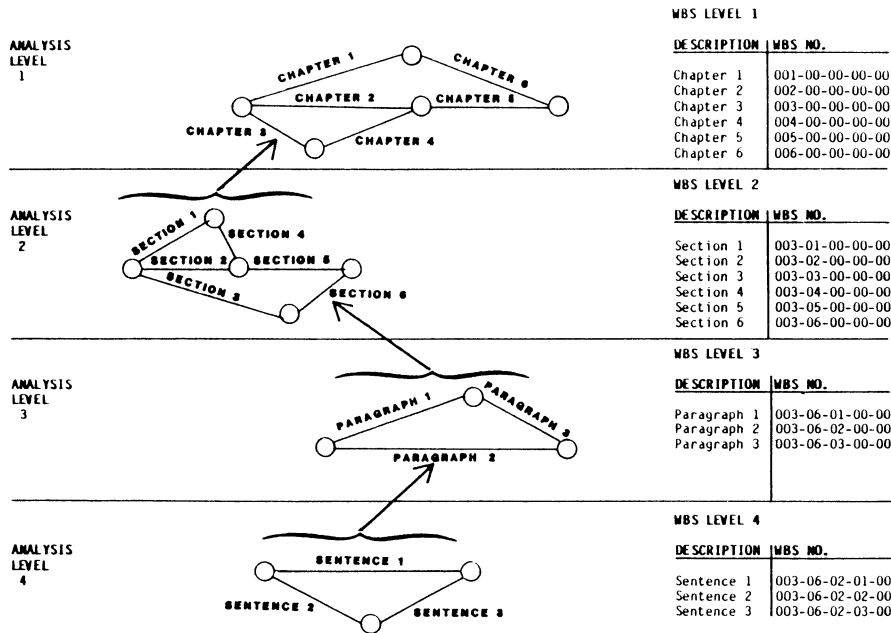 WBS LEVEL 1
ANALYSIS
LEVEL
1
CHAPTER 1
CHAPTER 6
CHAPTER 2
CHAPTER 5
CHAPTER 3
CHAPTER 4
DESCRIPTION WBS NO.
Chapter 1 001-00-00-00-00
Chapter 2 002-00-00-00-00
Chapter 3 003-00-00-00-00
Chapter 4 004-00-00-00-00
Chapter 5 005-00-00-00-00
Chapter 6 006-00-00-00-00
WBS LEVEL 2
ANALYSIS
LEVEL
2
SECTION 1
SECTION 4
SECTION 2
SECTION 5
SECTION 3
SECTION 6
DESCRIPTION WBS NO.
Section 1 003-01-00-00-00
Section 2 003-02-00-00-00
Section 3 003-03-00-00-00
Section 4 003-04-00-00-00
Section 5 003-05-00-00-00
Section 6 003-06-00-00-00
WBS LEVEL 3
ANALYSIS
LEVEL
3
PARAGRAPH 1
PARAGRAPH 3
PARAGRAPH 2
DESCRIPTION WBS NO.
Paragraph 1 003-06-01-00-00
Paragraph 2 003-06-02-00-00
Paragraph 3 003-06-03-00-00
WBS LEVEL 4
ANALYSIS
LEVEL
4
SENTENCE 1
SENTENCE 2
SENTENCE 3
DESCRIPTION WBS NO.
Sentence 1 003-06-02-01-00
Sentence 2 003-06-02-02-00
Sentence 3 003-06-02-03-00